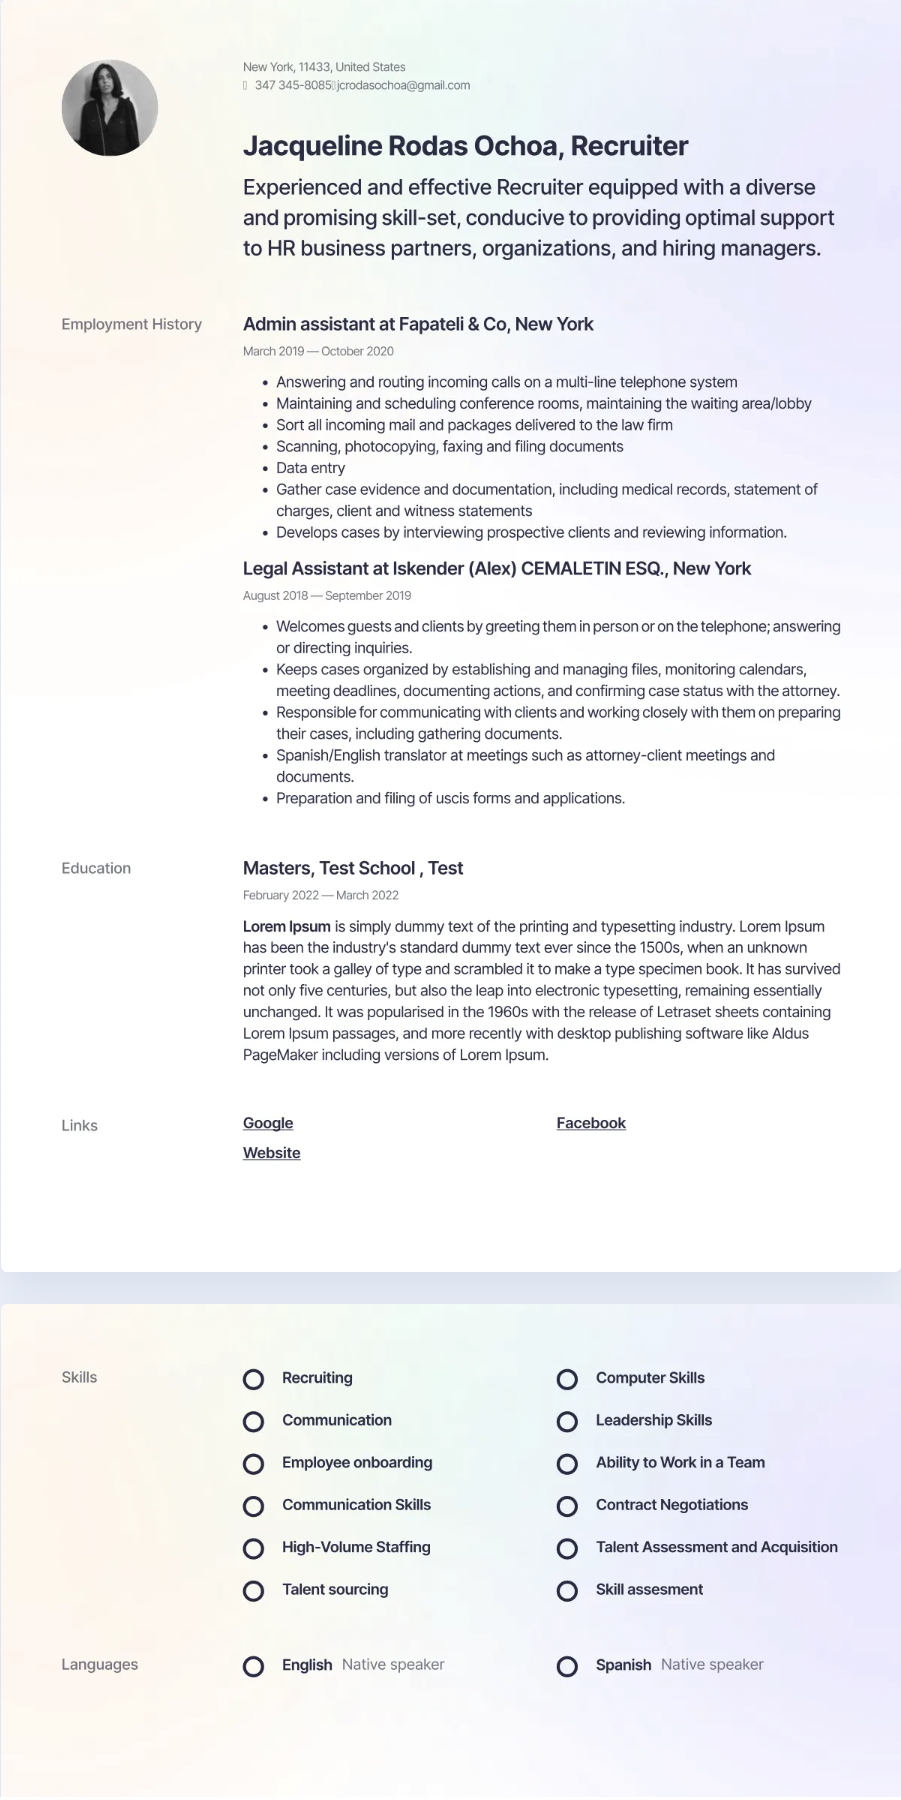 New York, 11433, United States
347 345-8085 jcrodasochoa@gmail.com
Jacqueline Rodas Ochoa, Recruiter
Experienced and effective Recruiter equipped with a diverse
and promising skill-set, conducive to providing optimal support
to HR business partners, organizations, and hiring managers.
Employment History
Admin assistant at Fapateli & Co, New York
March 2019 — October 2020
• Answering and routing incoming calls on a multi-line telephone system
• Maintaining and scheduling conference rooms, maintaining the waiting area/lobby
• Sort all incoming mail and packages delivered to the law firm
• Scanning, photocopying, faxing and filing documents
• Data entry
• Gather case evidence and documentation, including medical records, statement of
charges, client and witness statements
• Develops cases by interviewing prospective clients and reviewing information.
Legal Assistant at Iskender (Alex) CEMALETIN ESQ., New York
August 2018 — September 2019
• Welcomes guests and clients by greeting them in person or on the telephone; answering
or directing inquiries.
• Keeps cases organized by establishing and managing files, monitoring calendars,
meeting deadlines, documenting actions, and confirming case status with the attorney.
• Responsible for communicating with clients and working closely with them on preparing
their cases, including gathering documents.
• Spanish/English translator at meetings such as attorney-client meetings and
documents.
• Preparation and filing of uscis forms and applications.
Education
Masters, Test School , Test
February 2022 — March 2022
Lorem Ipsum is simply dummy text of the printing and typesetting industry. Lorem Ipsum
has been the industry's standard dummy text ever since the 1500s, when an unknown
printer took a galley of type and scrambled it to make a type specimen book. It has survived
not only five centuries, but also the leap into electronic typesetting, remaining essentially
unchanged. It was popularised in the 1960s with the release of Letraset sheets containing
Lorem Ipsum passages, and more recently with desktop publishing software like Aldus
PageMaker including versions of Lorem Ipsum.
Links
Google
Facebook
Website
Skills
Recruiting
Computer Skills
Communication
Leadership Skills
Employee onboarding
Ability to Work in a Team
Communication Skills
Contract Negotiations
High-Volume Staffing
Talent Assessment and Acquisition
Talent sourcing
Skill assesment
Languages
English Native speaker
Spanish Native speaker